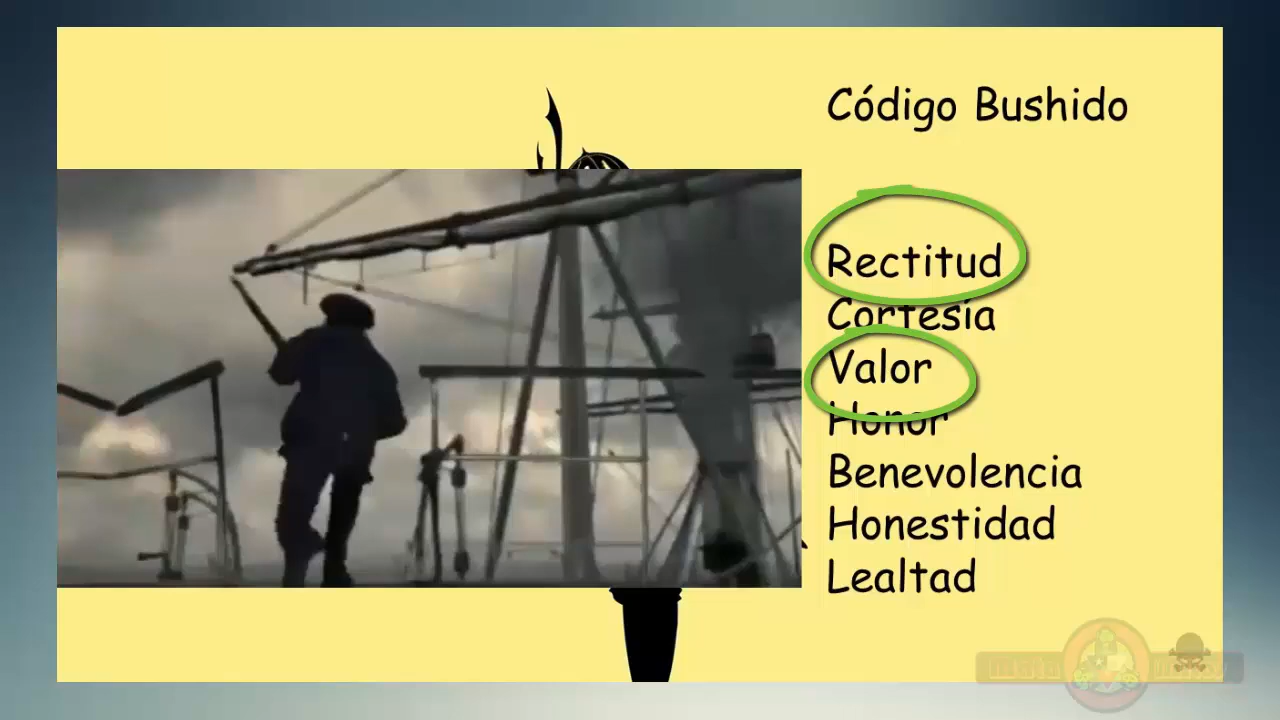 Código Bushido
Rectitud
Cortesía
Valor
Honor
Benevolencia
Honestidad
Lealtad